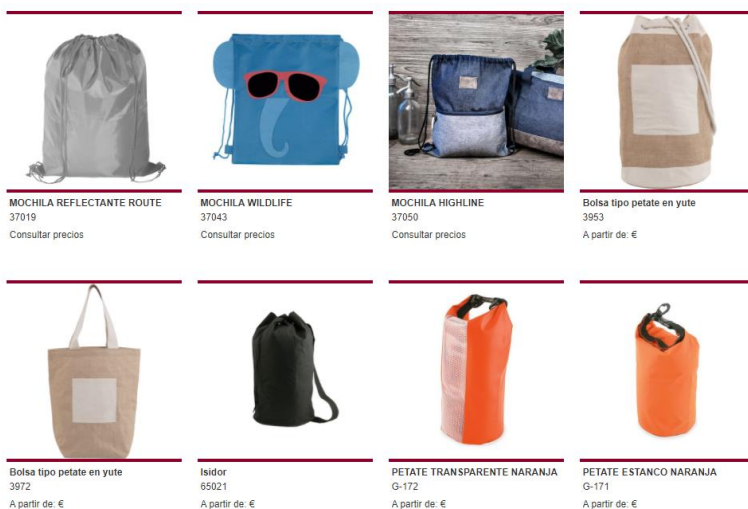 MOCHILA REFLECTANTE ROUTE
37019
Consultar precios
MOCHILA WILDLIFE
37043
Consultar precios
MOCHILA HIGHLINE
37050
Consultar precios
Bolsa tipo petate en yute
3953
A partir de: €
Bolsa tipo petate en yute
3972
A partir de: €
Isidor
65021
A partir de: €
PETATE TRANSPARENTE NARANJA
G-172
A partir de: €
PETATE ESTANCO NARANJA
G-171
A partir de: €